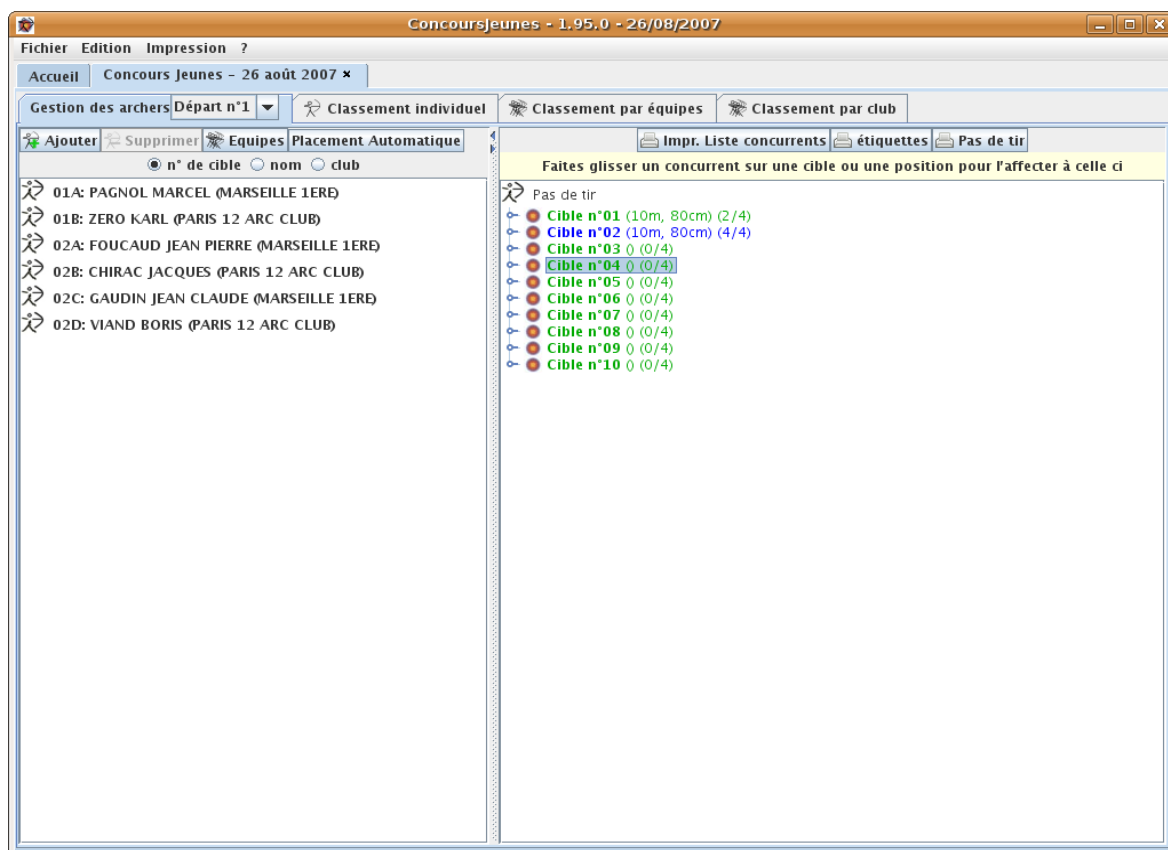 ConcoursJeunes - 1.95.0 - 26/08/2007
Fichier Edition Impression ?
Accueil Concours Jeunes - 26 août 2007 ×
Gestion des archers Départ n°1 Classement individuel Classement par équipes Classement par club
Ajouter Supprimer Equipes Placement Automatique
n° de cible nom club
01A: PAGNOL MARCEL (MARSEILLE 1ERE)
01B: ZERO KARL (PARIS 12 ARC CLUB)
02A: FOUCAUD JEAN PIERRE (MARSEILLE 1ERE)
02B: CHIRAC JACQUES (PARIS 12 ARC CLUB)
02C: GAUDIN JEAN CLAUDE (MARSEILLE 1ERE)
02D: VIAND BORIS (PARIS 12 ARC CLUB)
Impr. Liste concurrents étiquettes Pas de tir
Faites glisser un concurrent sur une cible ou une position pour l'affecter à celle ci
Pas de tir
Cible n°01 (10m, 80cm) (2/4)
Cible n°02 (10m, 80cm) (4/4)
Cible n°03 () (0/4)
Cible n°04 () (0/4)
Cible n°05 () (0/4)
Cible n°06 () (0/4)
Cible n°07 () (0/4)
Cible n°08 () (0/4)
Cible n°09 () (0/4)
Cible n°10 () (0/4)